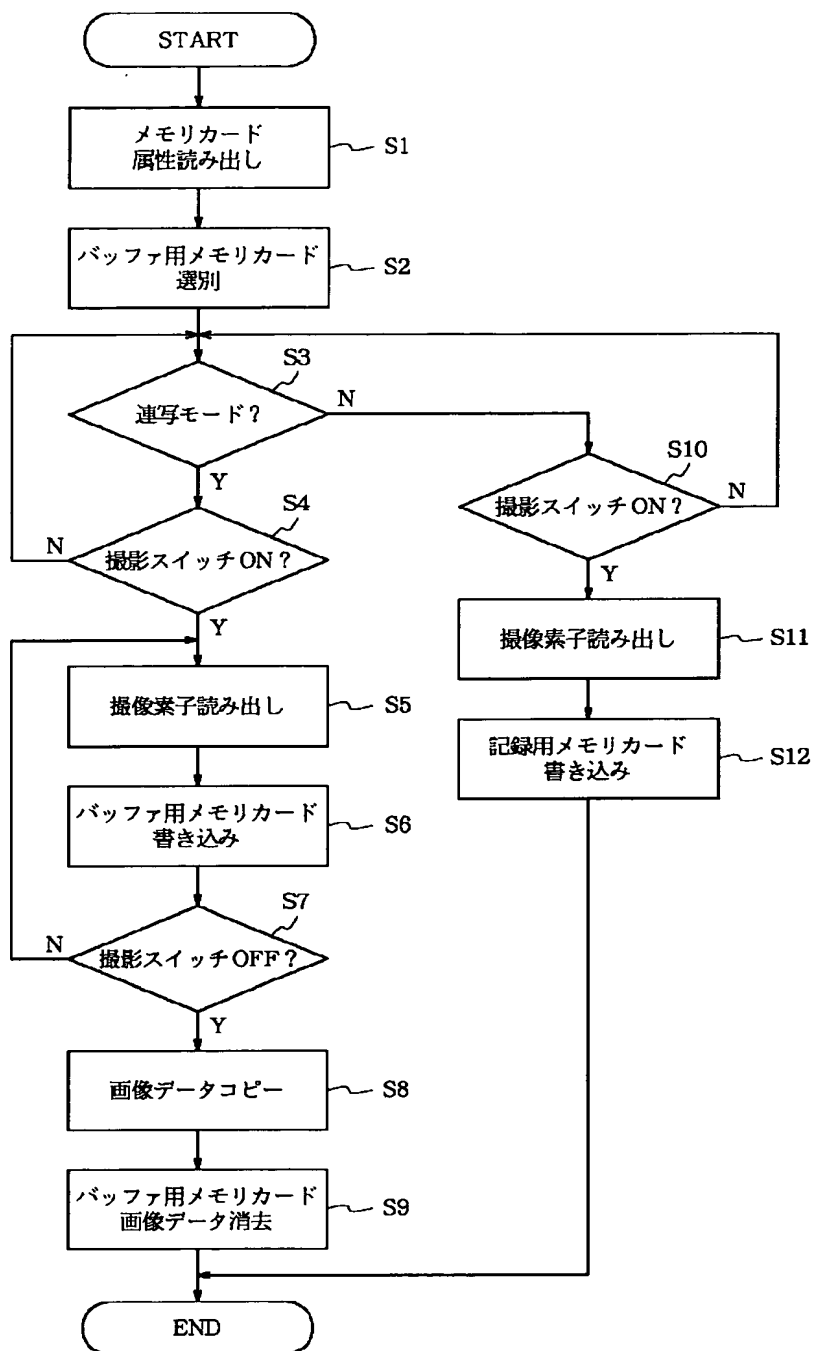 START
メモリカード
属性読み出し
S1
バッファ用メモリカード
選別
S2
S3
連写モード?
N
Y
S4
撮影スイッチON?
N
Y
撮像素子読み出し
S5
バッファ用メモリカード
書き込み
S6
S7
撮影スイッチOFF?
N
Y
画像データコピー
S8
バッファ用メモリカード
画像データ消去
S9
END
S10
撮影スイッチON?
N
Y
撮像素子読み出し
S11
記録用メモリカード
書き込み
S12